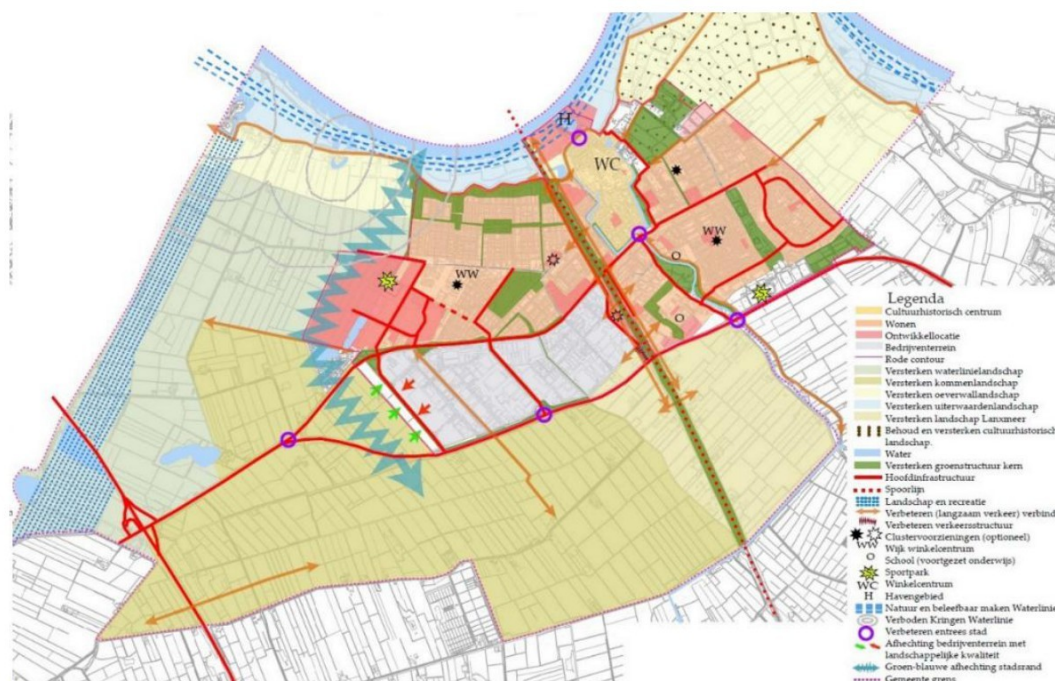 H
WC
WW
O
WW
O
Legenda
Cultuurhistorisch centrum
Wonen
Ontwikkellocatie
Bedrijventerrein
Rode contour
Versterken waterlinielandschap
Versterken kommenlandschap
Versterken oeverwallandschap
Versterken uiterwaardenlandschap
Versterken landschap Lanxmeer
Behoud en versterken cultuurhistorisch
landschap.
Water
Versterken groenstructuur kern
Hoofdinfrastructuur
Spoorlijn
Landschap en recreatie
Verbeteren (langzaam verkeer) verbind
Verbeteren verkeersstructuur
Clustervoorzieningen (optioneel)
WW Wijk winkelcentrum
O School (voortgezet onderwijs)
Sportpark
WC Winkelcentrum
H Havengebied
Natuur en beleefbaar maken Waterlinie
Verboden Kringen Waterlinie
Verbeteren entrees stad
Afhechting bedrijventerrein met
landschappelijke kwaliteit
Groen-blauwe afhechting stadsrand
Gemeente grens